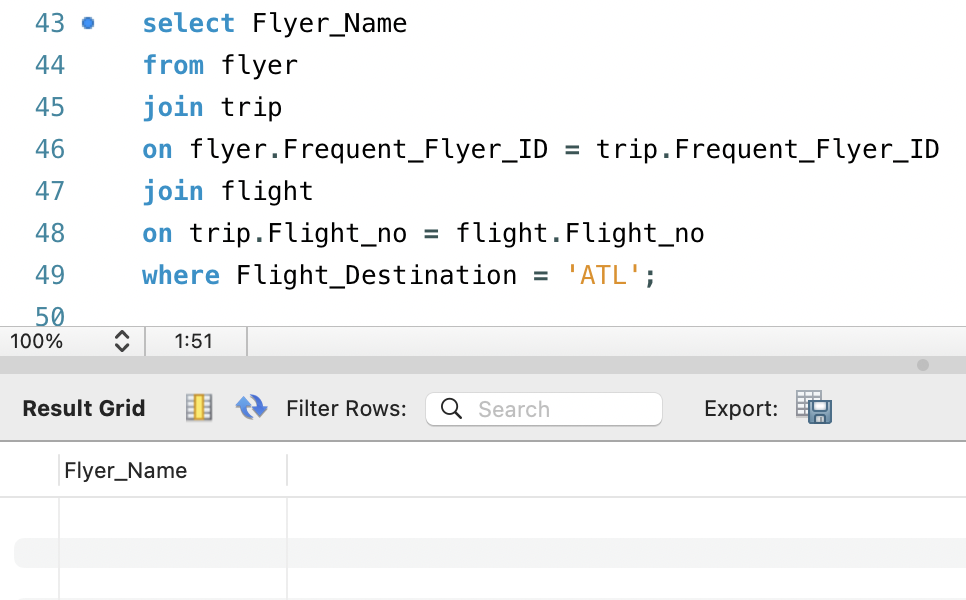 43 select Flyer_Name
44 from flyer
45 join trip
46 on flyer.Frequent_Flyer_ID = trip.Frequent_Flyer_ID
47 join flight
48 on trip.Flight_no = flight.Flight_no
49 where Flight_Destination = 'ATL';
50
100% 1:51
Result Grid Filter Rows: Search Export:
Flyer_Name